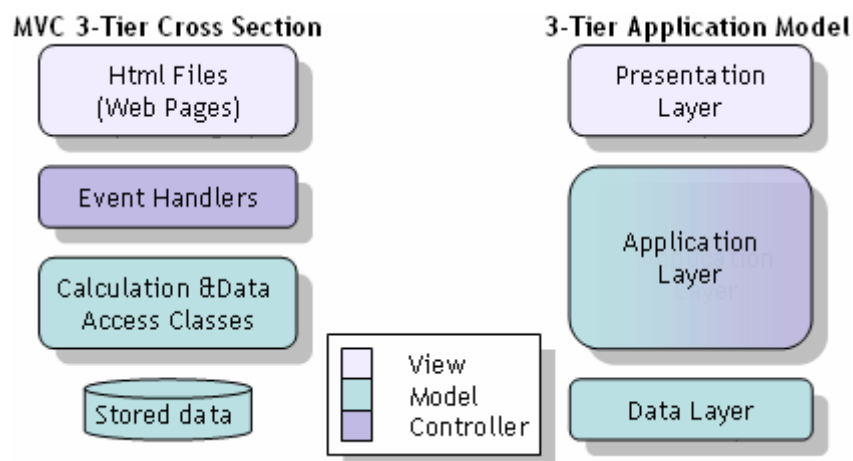 MVC 3-Tier Cross Section
Html Files
(Web Pages)
Event Handlers
Calculation &Data
Access Classes
Stored data
3-Tier Application Model
Presentation
Layer
Application
Layer
Data Layer
View
Model
Controller